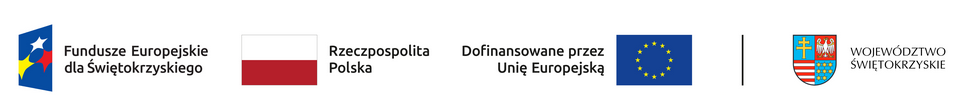 Fundusze Europejskie
dla Świętokrzyskiego
Rzeczpospolita
Polska
Dofinansowane przez
Unię Europejską
WOJEWÓDZTWO
ŚWIĘTOKRZYSKIE